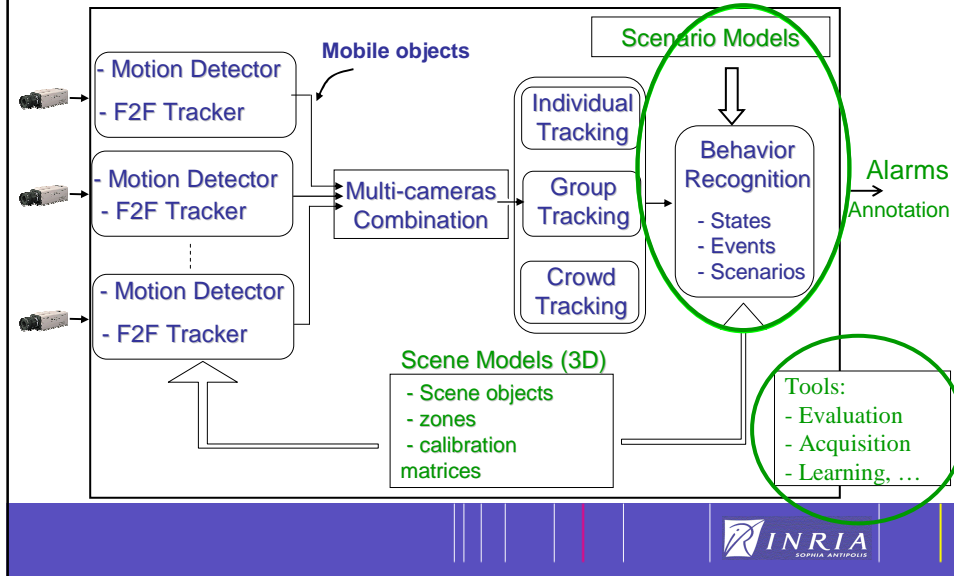 Scenario Models
Mobile objects
- Motion Detector
- F2F Tracker
- Motion Detector
- F2F Tracker
- Motion Detector
- F2F Tracker
Multi-cameras
Combination
Individual
Tracking
Group
Tracking
Crowd
Tracking
Behavior
Recognition
- States
- Events
- Scenarios
Alarms
Annotation
Scene Models (3D)
- Scene objects
- zones
- calibration
matrices
Tools:
- Evaluation
- Acquisition
- Learning, …
INRIA
SOPHIA ANTIPOLIS